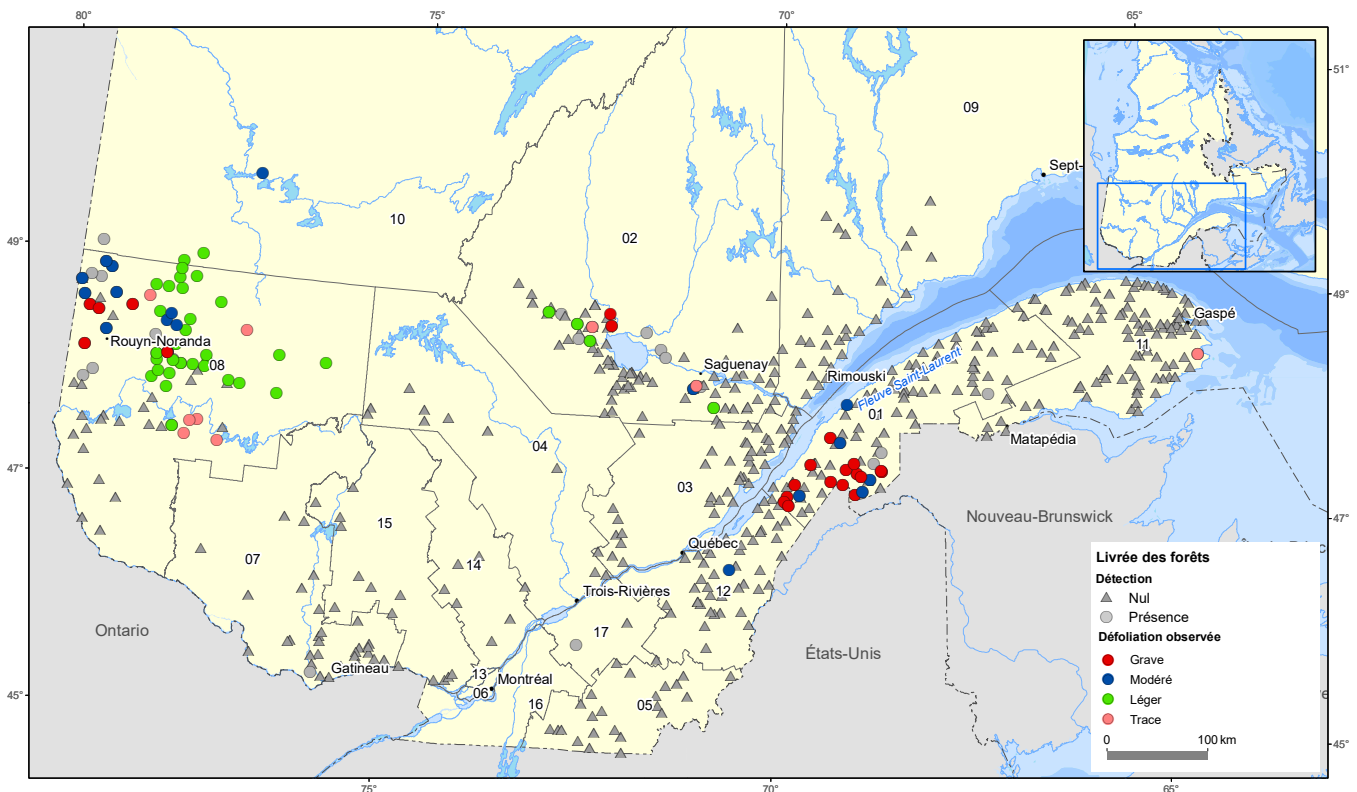 80°
75°
70°
65°
51°
09
Sept
02
10
49°
49°
Gaspé
Rouyn-Noranda
11
08
Saguenay
Rimouski
Fleuve Saint-Laurent
01
Matapédia
04
47°
03
47°
Nouveau-Brunswick
15
Québec
07
14
12
Trois-Rivières
Ontario
17
États-Unis
Gatineau
13
Montréal
06
45°
16
05
45°
Livrée des forêts
Détection
Nul
Présence
Défoliation observée
Grave
Modéré
Léger
Trace
0 100 km
75°
70°
65°